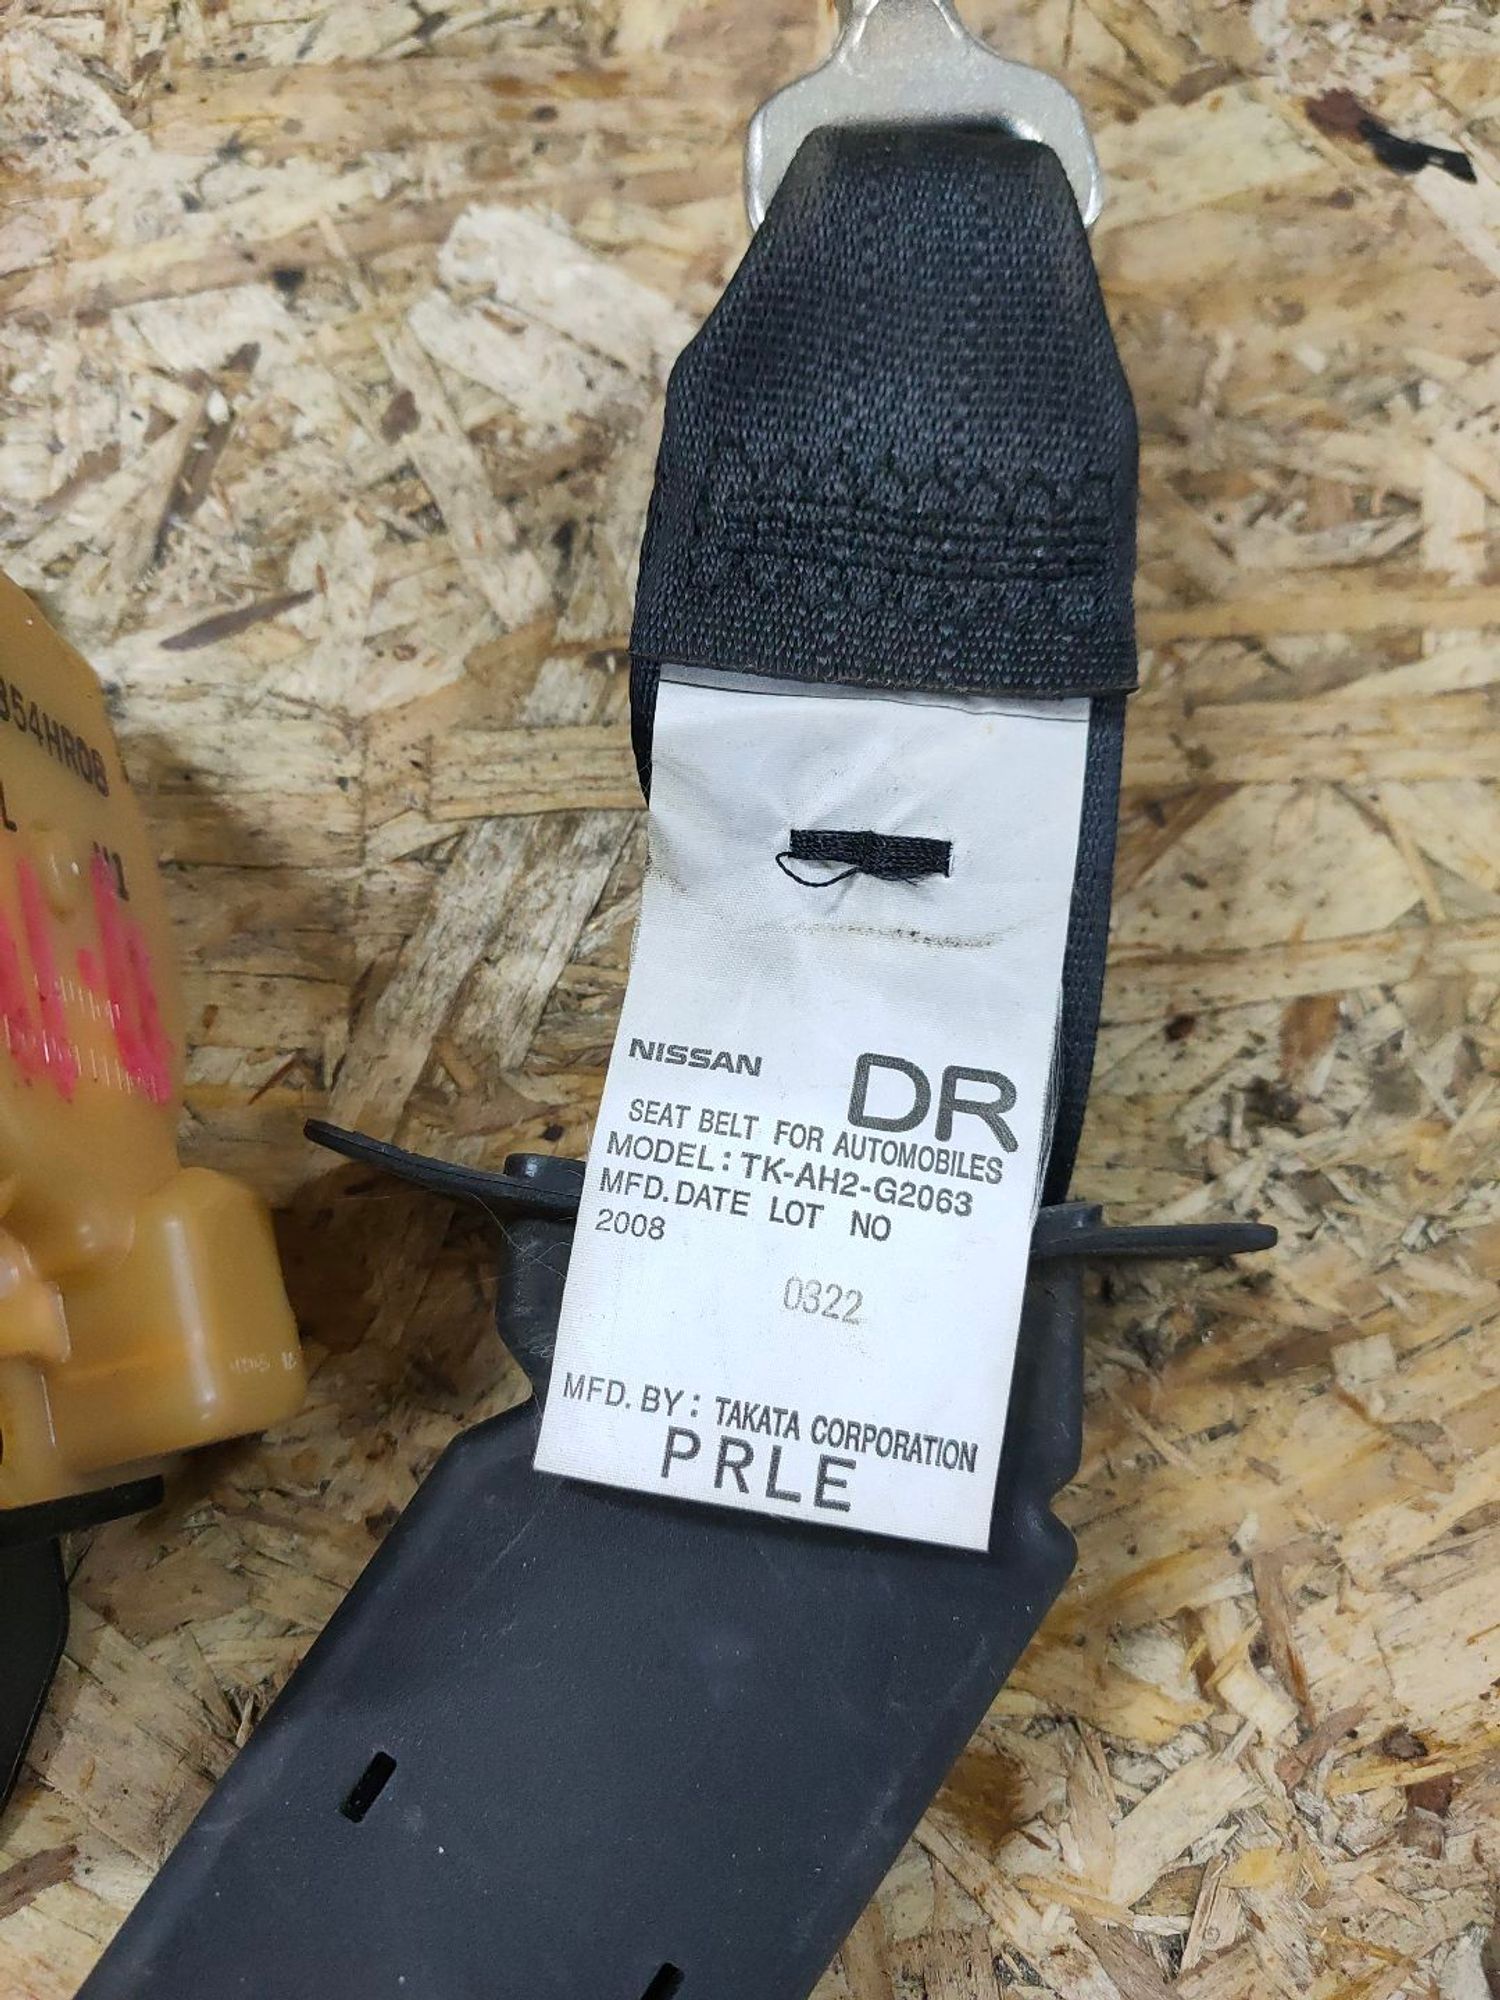 354HR08
L
NISSAN DR
SEAT BELT FOR AUTOMOBILES
MODEL: TK-AH2-G2063
MFD. DATE LOT NO
2008
0322
MFD. BY: TAKATA CORPORATION
PRLE